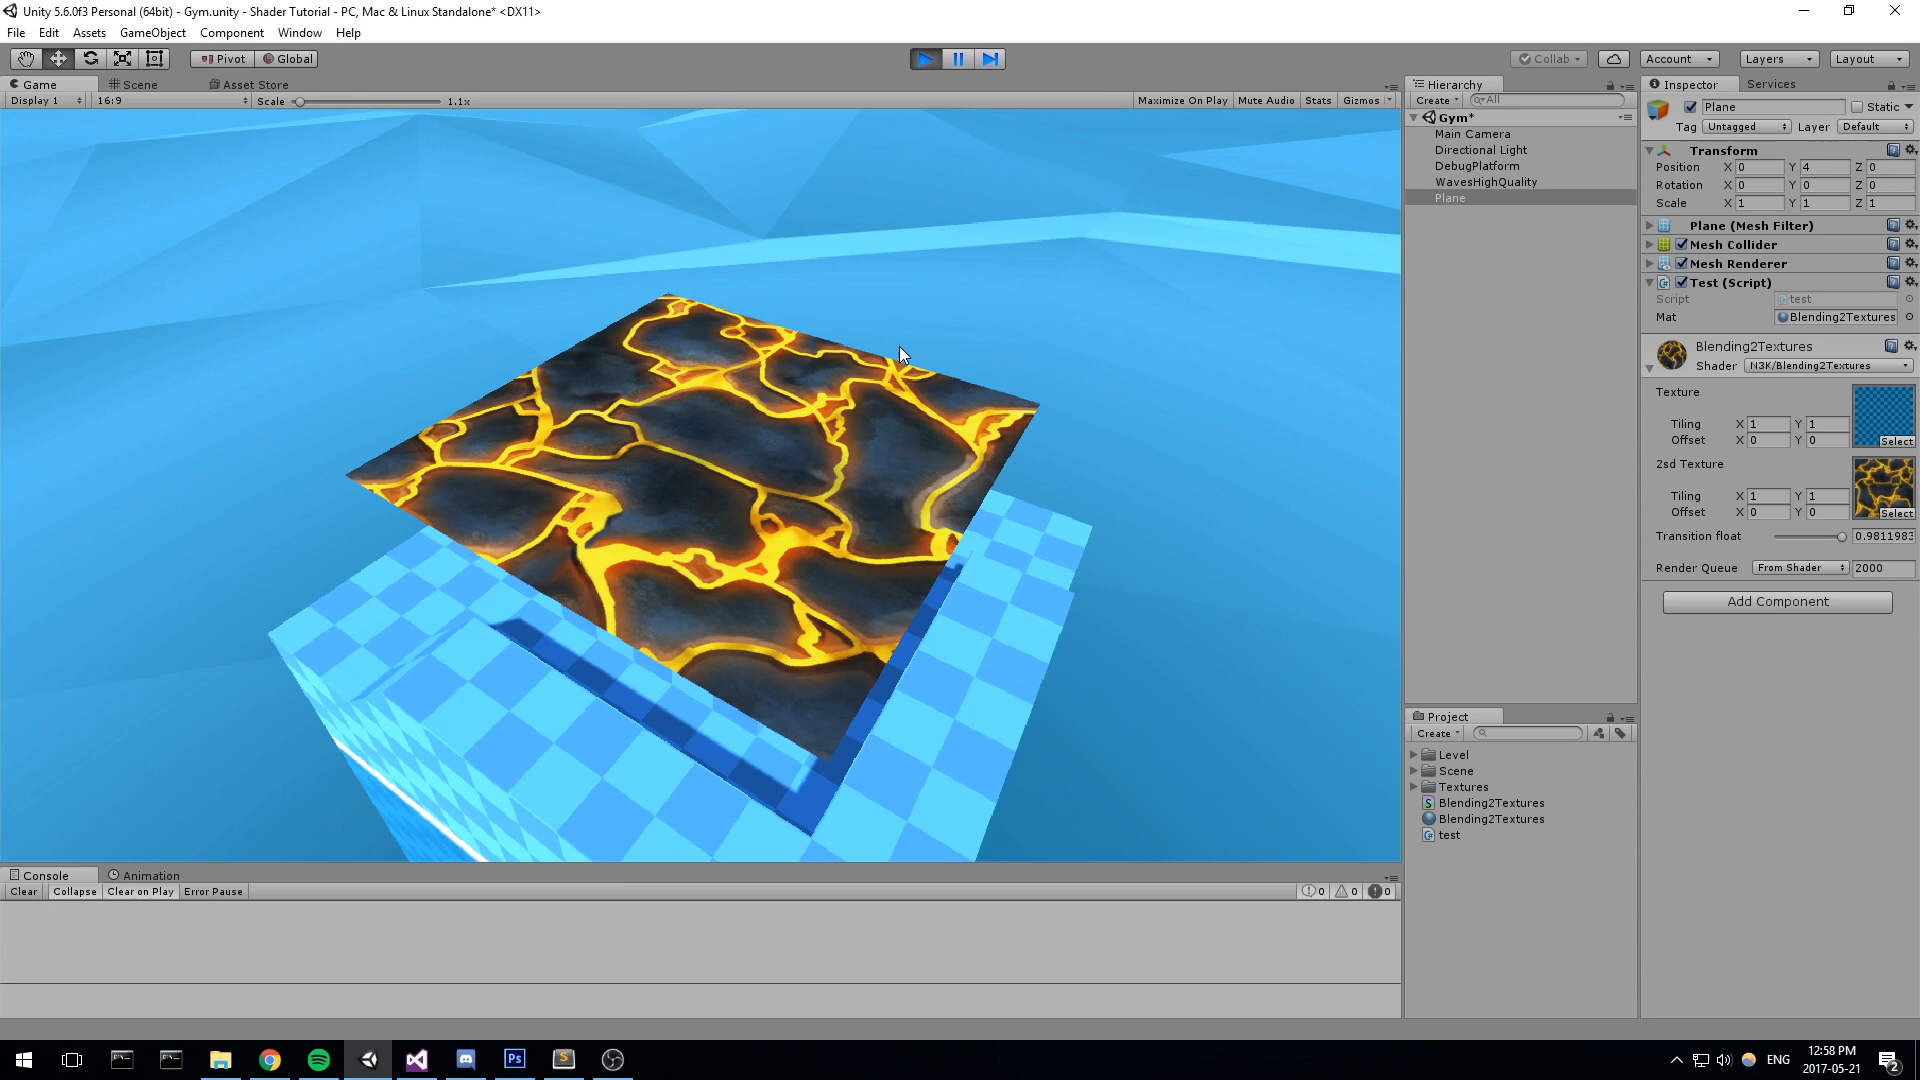 Unity 5.6.0f3 Personal (64bit) - Gym.unity - Shader Tutorial - PC, Mac & Linux Standalone* <DX11>
File Edit Assets GameObject Component Window Help
Pivot Global Collab Account Layers Layout
Game Scene Asset Store
Display 1 16:9 Scale 1.1x Maximize On Play Mute Audio Stats Gizmos
Hierarchy
Create All
Gym*
Main Camera
Directional Light
DebugPlatform
WavesHighQuality
Plane
Inspector Services
Plane Static
Tag Untagged Layer Default
Transform
Position X 0 Y 4 Z 0
Rotation X 0 Y 0 Z 0
Scale X 1 Y 1 Z 1
Plane (Mesh Filter)
Mesh Collider
Mesh Renderer
Test (Script)
Script test
Mat Blending2Textures
Blending2Textures
Shader N3K/Blending2Textures
Texture
Tiling X 1 Y 1
Offset X 0 Y 0
Select
2sd Texture
Tiling X 1 Y 1
Offset X 0 Y 0
Select
Transition float 0.9811983
Render Queue From Shader 2000
Add Component
Project
Create
Level
Scene
Textures
Blending2Textures
Blending2Textures
test
Console Animation
Clear Collapse Clear on Play Error Pause 0 0 0
Ps S ENG 12:58 PM
2017-05-21 2